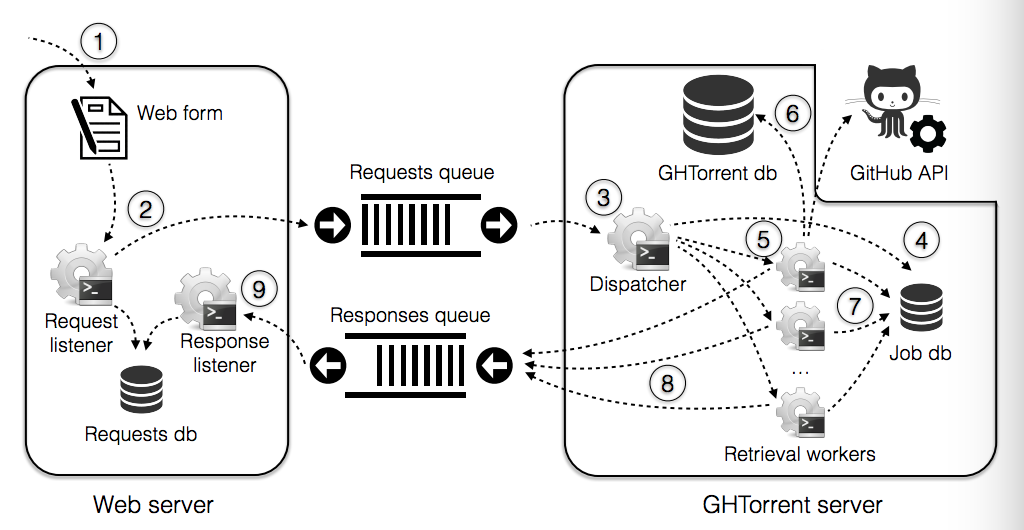 1
Web form
2
Request
listener
9
Response
listener
Requests db
Web server
Requests queue
Responses queue
3
Dispatcher
GHTorrent db
6
GitHub API
5
4
7
Job db
8
...
Retrieval workers
GHTorrent server